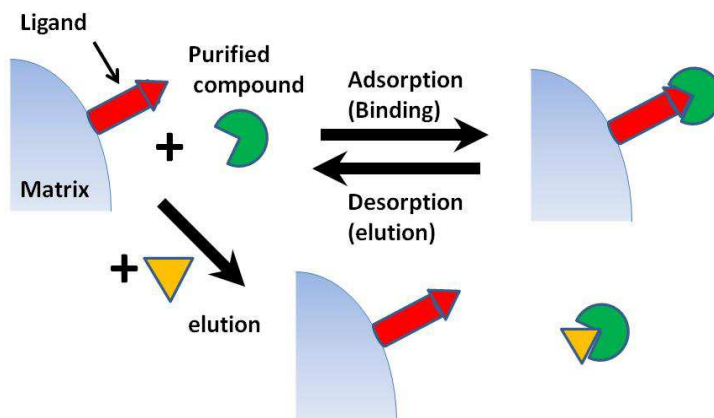 Ligand
Purified
compound
Adsorption
(Binding)
+
Matrix
Desorption
(elution)
+
elution